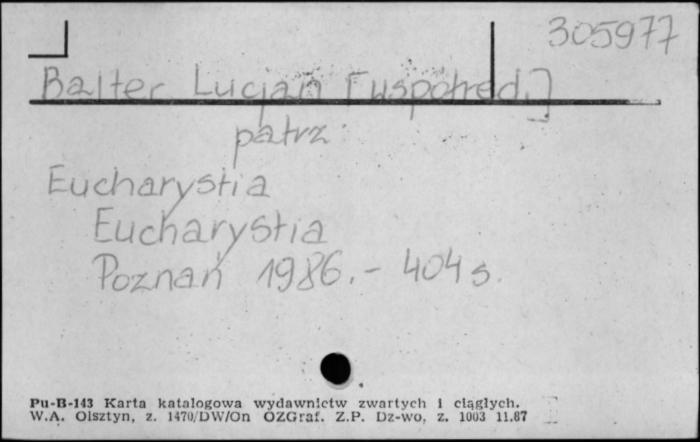 305977
Balter Lucjan [współred.]
patrz
Eucharystia
Eucharystia
Poznań 1986.- 404 s.
Pu-B-143 Karta katalogowa wydawnictw zwartych i ciągłych.
W.A. Olsztyn, z. 1470/DW/On OZGraf. Z.P. Dz-wo, z. 1003 11.87